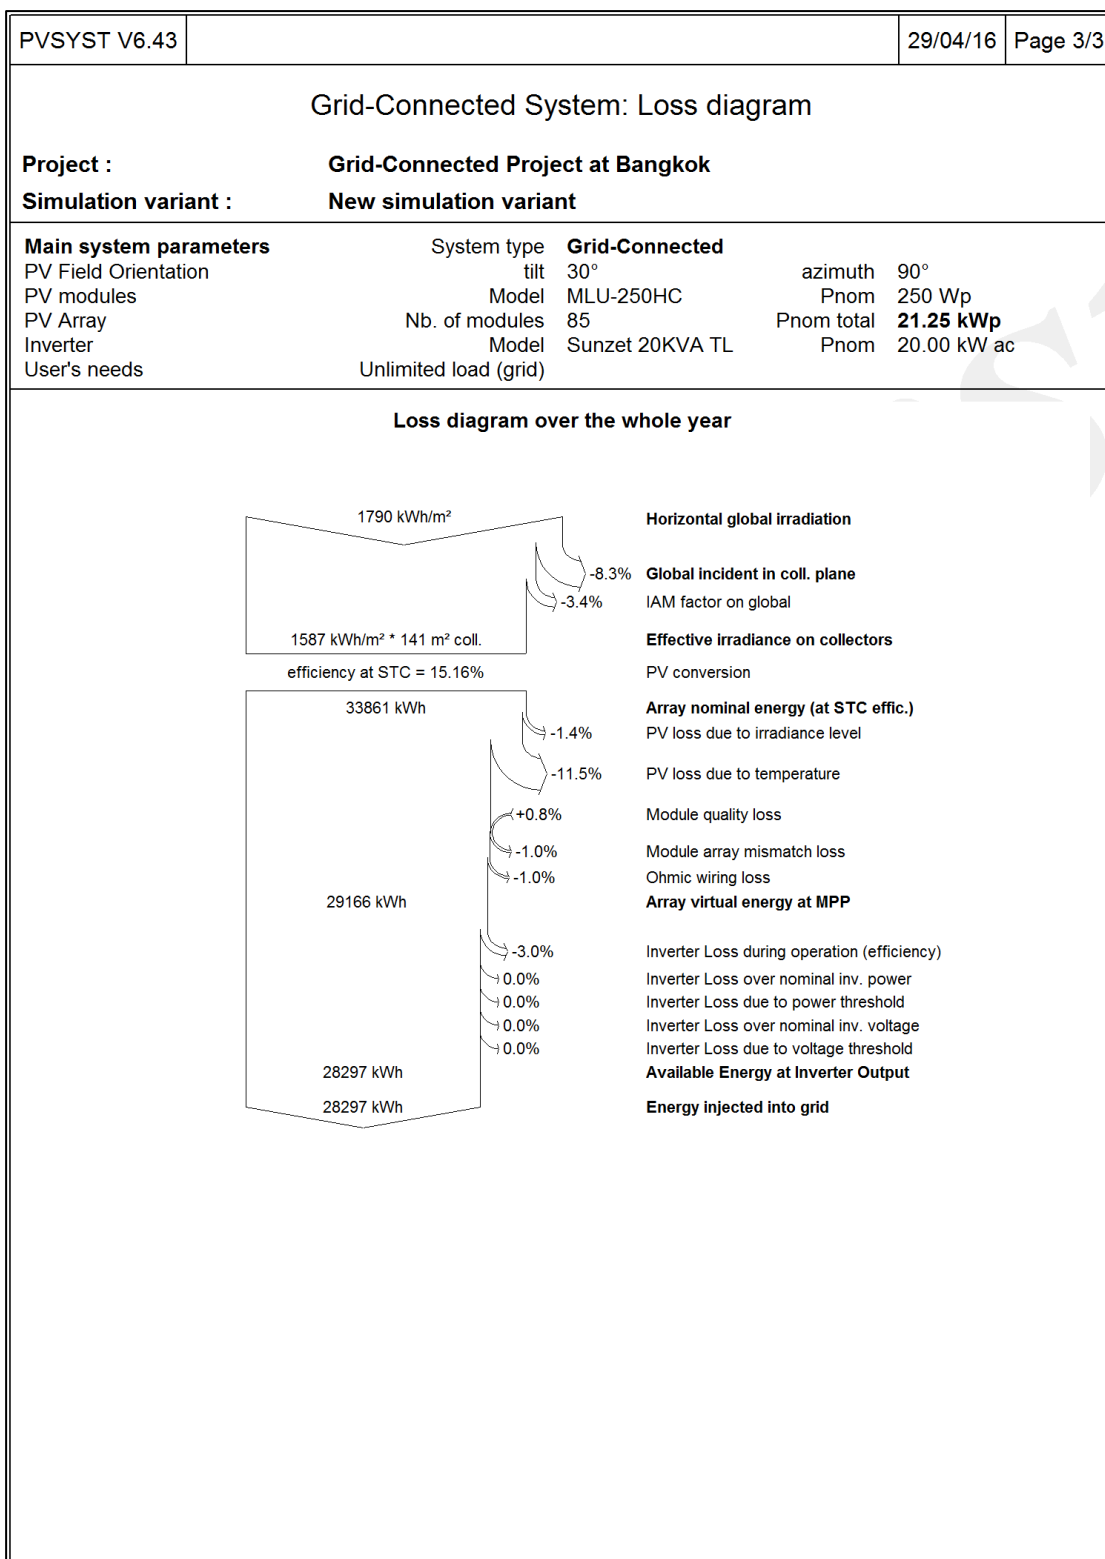 PVSYST V6.43 29/04/16 Page 3/3
Grid-Connected System: Loss diagram
Project : Grid-Connected Project at Bangkok
Simulation variant : New simulation variant
Main system parameters System type Grid-Connected
PV Field Orientation tilt 30° azimuth 90°
PV modules Model MLU-250HC Pnom 250 Wp
PV Array Nb. of modules 85 Pnom total 21.25 kWp
Inverter Model Sunzet 20KVA TL Pnom 20.00 kW ac
User's needs Unlimited load (grid)
Loss diagram over the whole year
1790 kWh/m² Horizontal global irradiation
-8.3% Global incident in coll. plane
-3.4% IAM factor on global
1587 kWh/m² * 141 m² coll. Effective irradiance on collectors
efficiency at STC = 15.16% PV conversion
33861 kWh Array nominal energy (at STC effic.)
-1.4% PV loss due to irradiance level
-11.5% PV loss due to temperature
+0.8% Module quality loss
-1.0% Module array mismatch loss
-1.0% Ohmic wiring loss
29166 kWh Array virtual energy at MPP
-3.0% Inverter Loss during operation (efficiency)
0.0% Inverter Loss over nominal inv. power
0.0% Inverter Loss due to power threshold
0.0% Inverter Loss over nominal inv. voltage
0.0% Inverter Loss due to voltage threshold
28297 kWh Available Energy at Inverter Output
28297 kWh Energy injected into grid